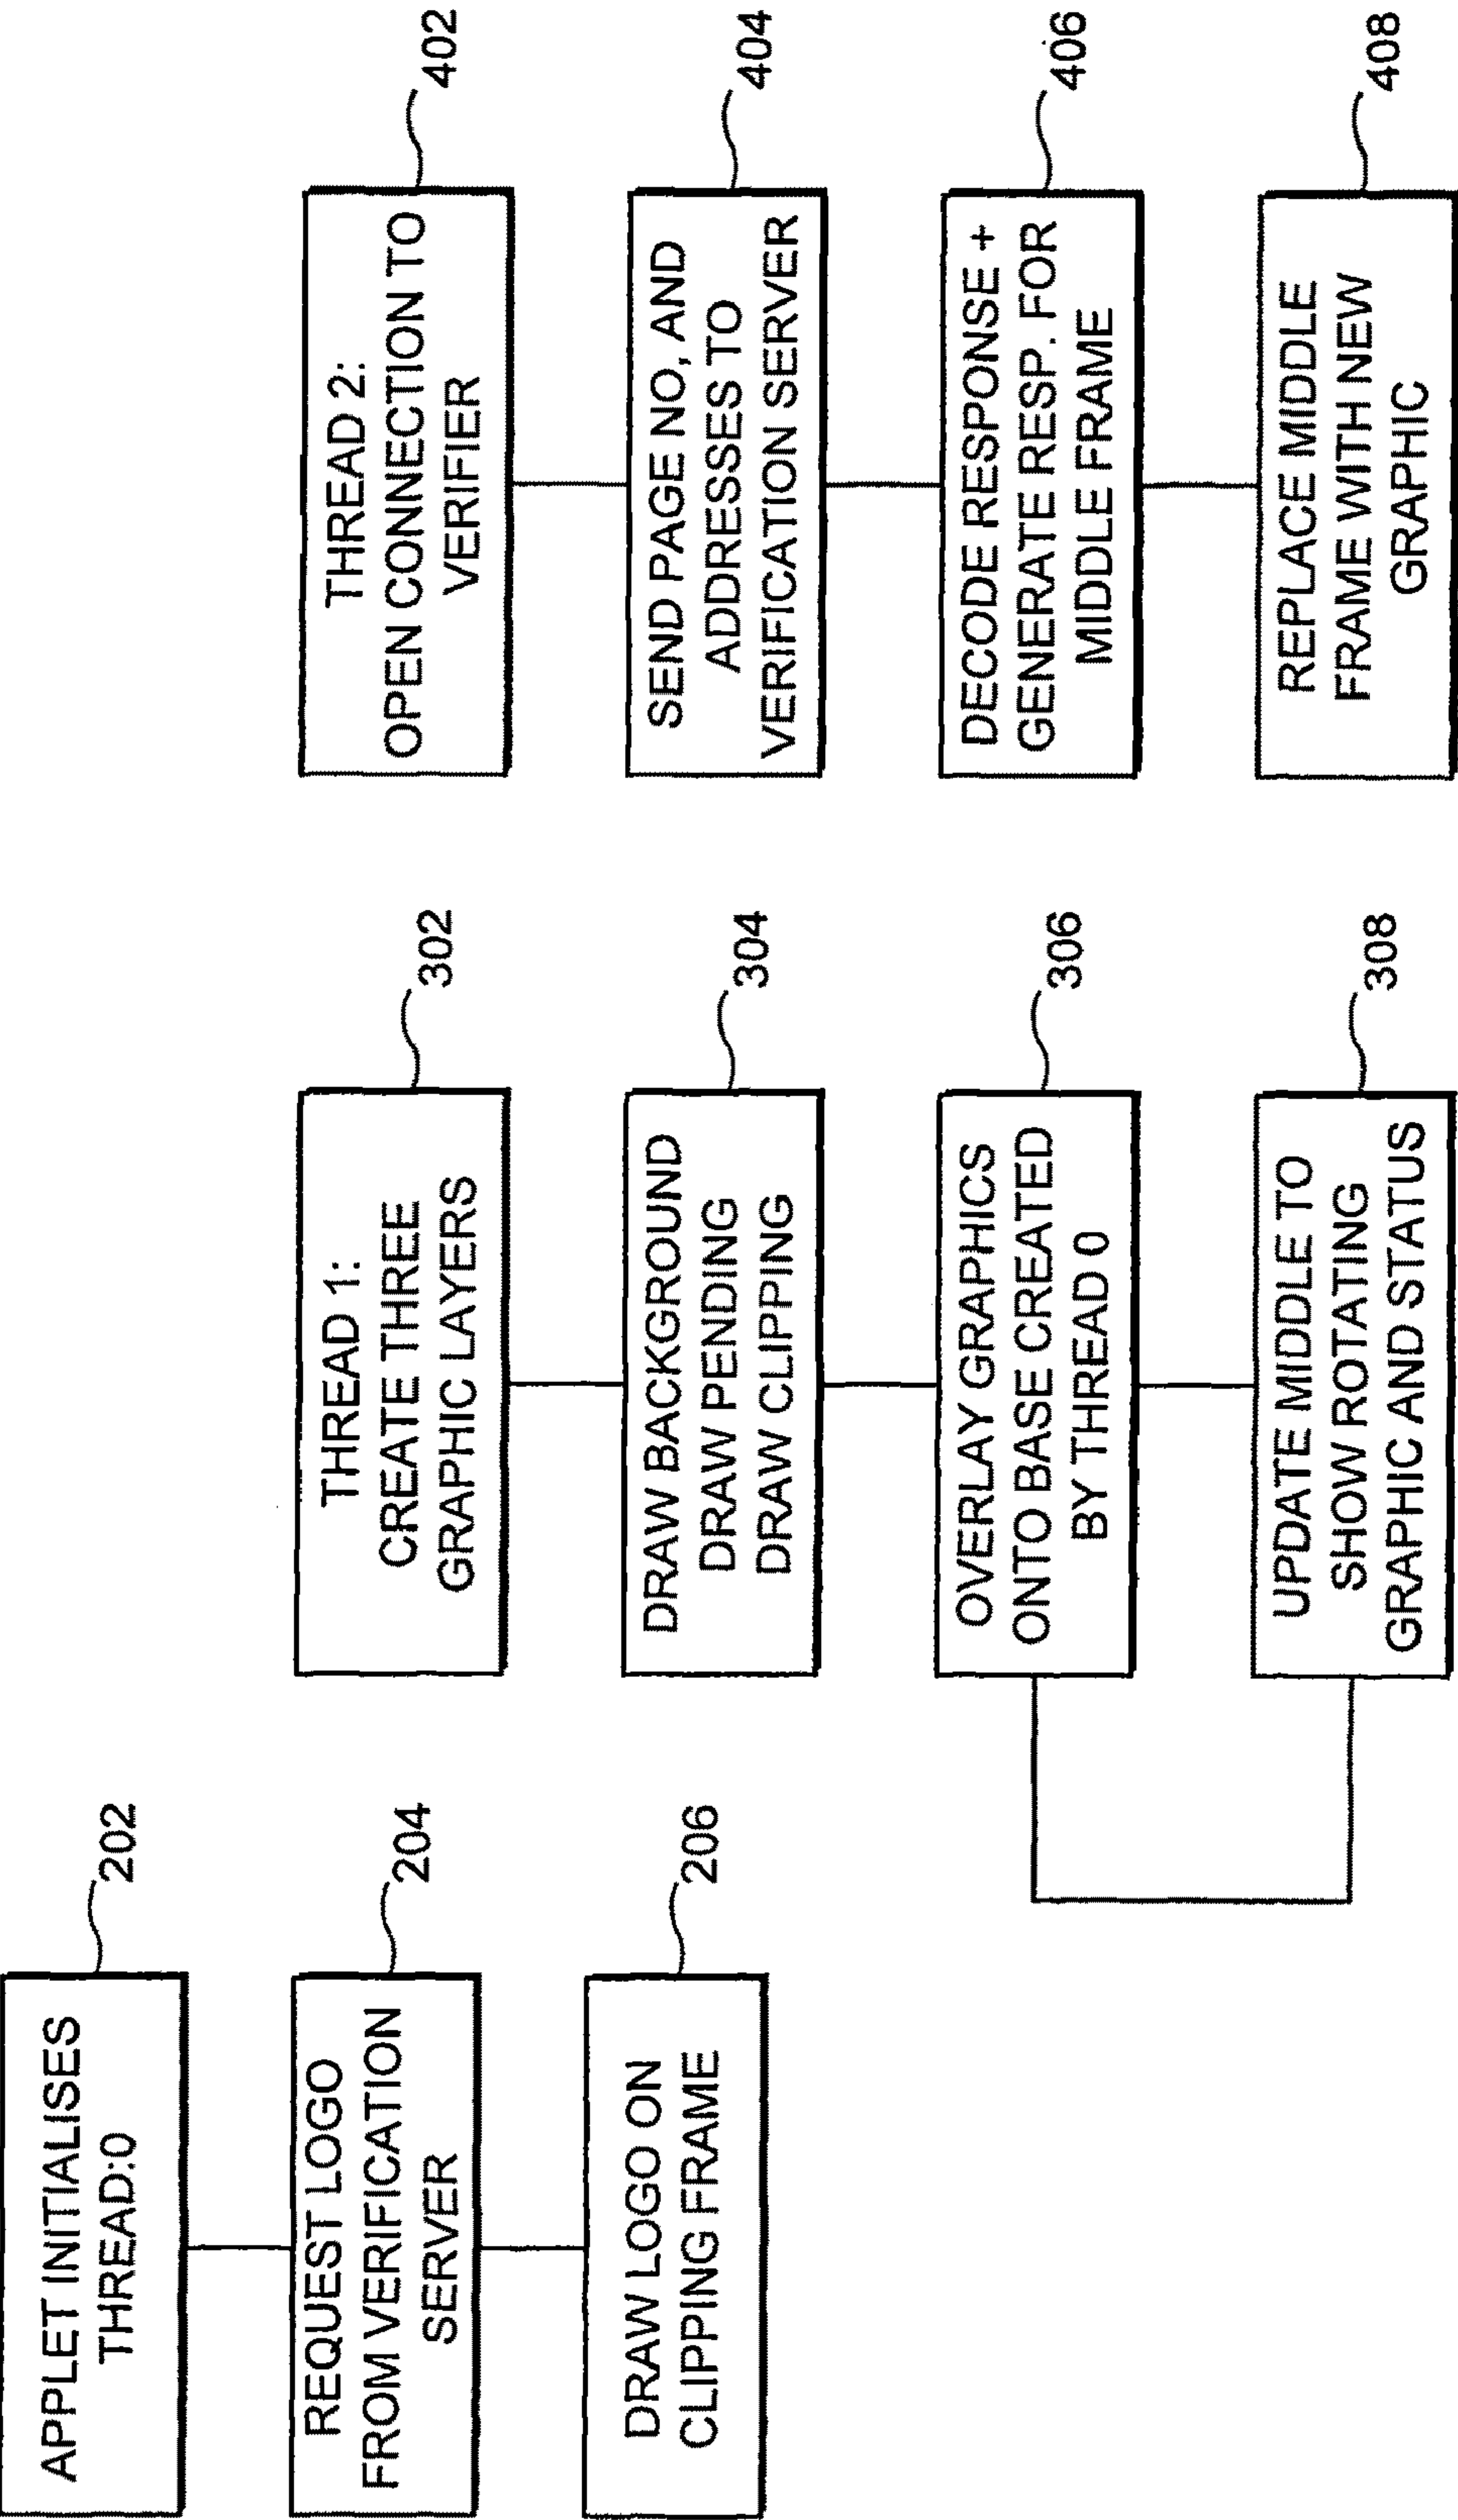 APPLET INITIALISES
THREAD:0
202
REQUEST LOGO
FROM VERIFICATION
SERVER
204
DRAW LOGO ON
CLIPPING FRAME
206
THREAD 1:
CREATE THREE
GRAPHIC LAYERS
302
DRAW BACKGROUND
DRAW PENDING
DRAW CLIPPING
304
OVERLAY GRAPHICS
ONTO BASE CREATED
BY THREAD 0
306
UPDATE MIDDLE TO
SHOW ROTATING
GRAPHIC AND STATUS
308
THREAD 2:
OPEN CONNECTION TO
VERIFIER
402
SEND PAGE NO, AND
ADDRESSES TO
VERIFICATION SERVER
404
DECODE RESPONSE +
GENERATE RESP. FOR
MIDDLE FRAME
406
REPLACE MIDDLE
FRAME WITH NEW
GRAPHIC
408